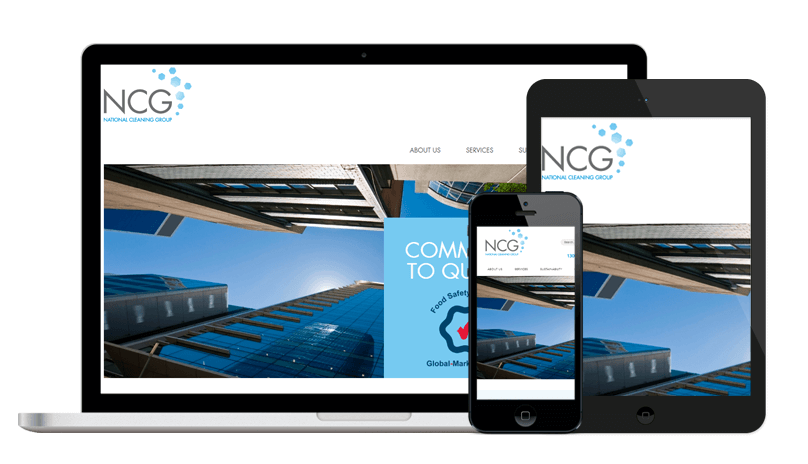 NCG
NATIONAL CLEANING GROUP
ABOUT US
SERVICES
SU
COMM
TO QU
Food Safety
Global-Mark
NCG
NATIONAL CLEANING GROUP
NCG
NATIONAL CLEANING GROUP
ABOUT US
SERVICES
SUSTAINABILITY